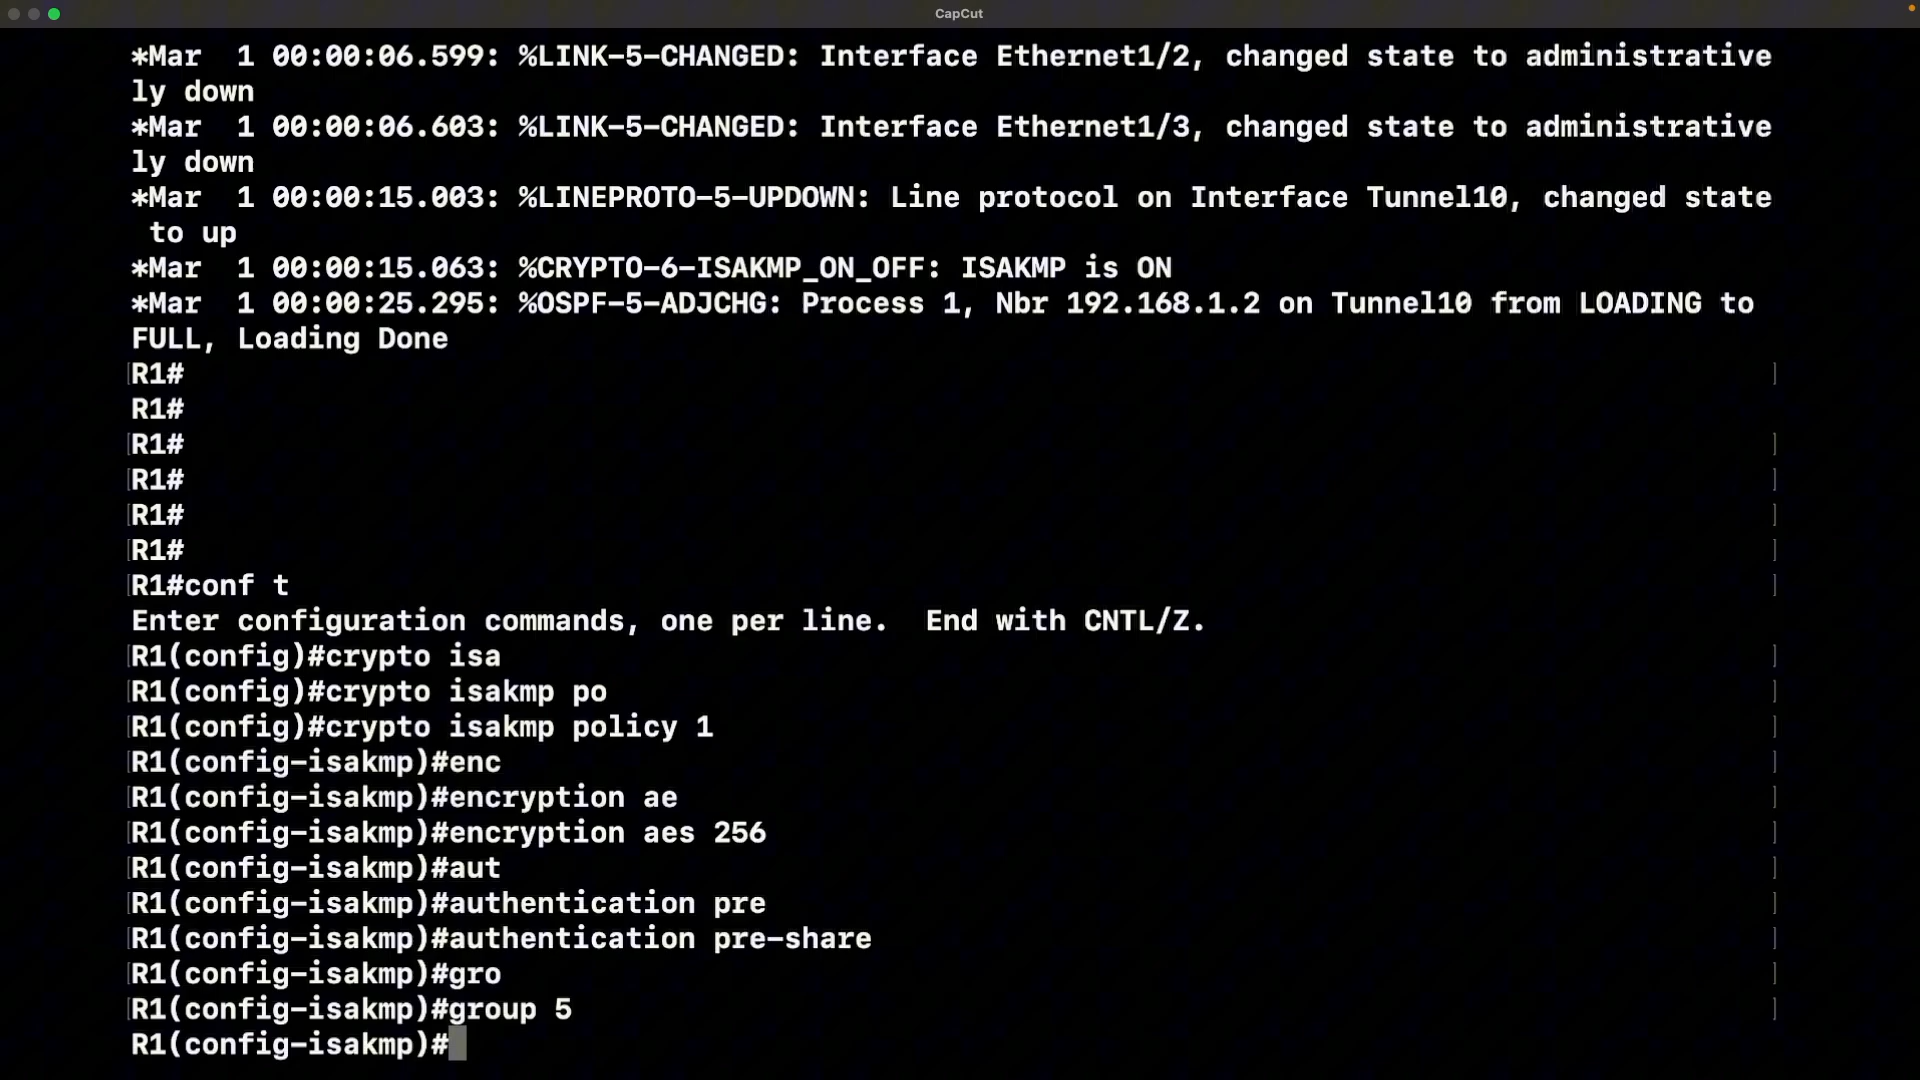 CapCut
*Mar  1 00:00:06.599: %LINK-5-CHANGED: Interface Ethernet1/2, changed state to administrative
ly down
*Mar  1 00:00:06.603: %LINK-5-CHANGED: Interface Ethernet1/3, changed state to administrative
ly down
*Mar  1 00:00:15.003: %LINEPROTO-5-UPDOWN: Line protocol on Interface Tunnel10, changed state
 to up
*Mar  1 00:00:15.063: %CRYPTO-6-ISAKMP_ON_OFF: ISAKMP is ON
*Mar  1 00:00:25.295: %OSPF-5-ADJCHG: Process 1, Nbr 192.168.1.2 on Tunnel10 from LOADING to
FULL, Loading Done
[R1#]
R1#
[R1#]
[R1#]
[R1#]
[R1#]
[R1#conf t]
Enter configuration commands, one per line.  End with CNTL/Z.
[R1(config)#crypto isa]
[R1(config)#crypto isakmp po]
[R1(config)#crypto isakmp policy 1]
[R1(config-isakmp)#enc]
[R1(config-isakmp)#encryption ae]
[R1(config-isakmp)#encryption aes 256]
[R1(config-isakmp)#aut]
[R1(config-isakmp)#authentication pre]
[R1(config-isakmp)#authentication pre-share]
[R1(config-isakmp)#gro]
[R1(config-isakmp)#group 5]
R1(config-isakmp)#